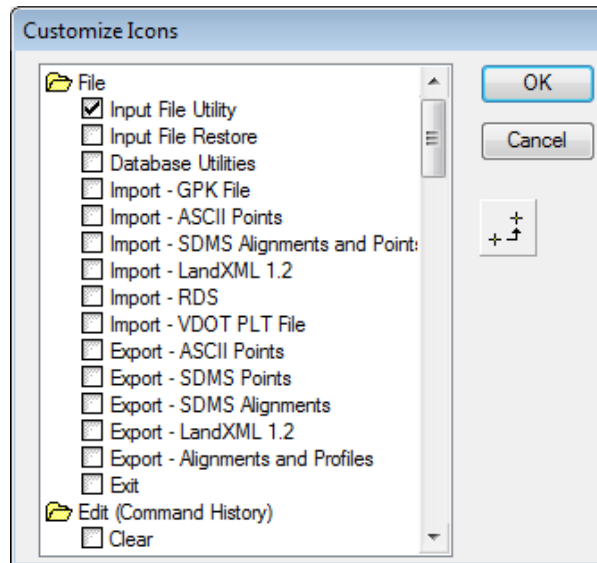 Customize Icons
File
Input File Utility
Input File Restore
Database Utilities
Import - GPK File
Import - ASCII Points
Import - SDMS Alignments and Point
Import - LandXML 1.2
Import - RDS
Import - VDOT PLT File
Export - ASCII Points
Export - SDMS Points
Export - SDMS Alignments
Export - LandXML 1.2
Export - Alignments and Profiles
Exit
Edit (Command History)
Clear
OK
Cancel